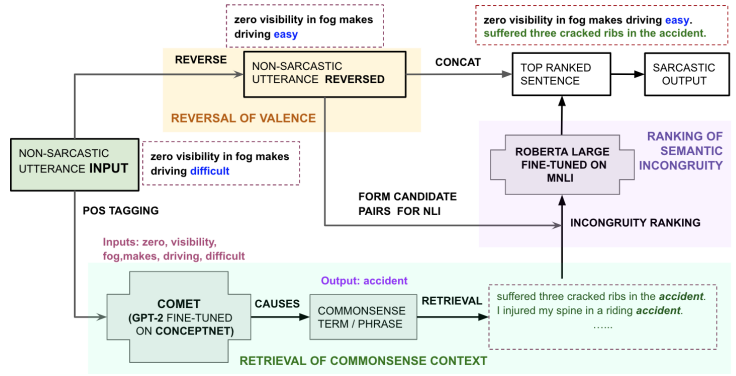 zero visibility in fog makes
driving easy
zero visibility in fog makes driving easy.
suffered three cracked ribs in the accident.
REVERSE
NON-SARCASTIC
UTTERANCE REVERSED
CONCAT
TOP RANKED
SENTENCE
SARCASTIC
OUTPUT
REVERSAL OF VALENCE
NON-SARCASTIC
UTTERANCE INPUT
zero visibility in fog makes
driving difficult
ROBERTA LARGE
FINE-TUNED ON
MNLI
RANKING OF
SEMANTIC
INCONGRUITY
POS TAGGING
FORM CANDIDATE
PAIRS FOR NLI
INCONGRUITY RANKING
Inputs: zero, visibility,
fog,makes, driving, difficult
Output: accident
COMET
(GPT-2 FINE-TUNED
ON CONCEPTNET)
CAUSES
COMMONSENSE
TERM / PHRASE
RETRIEVAL
suffered three cracked ribs in the accident.
I injured my spine in a riding accident.
…...
RETRIEVAL OF COMMONSENSE CONTEXT